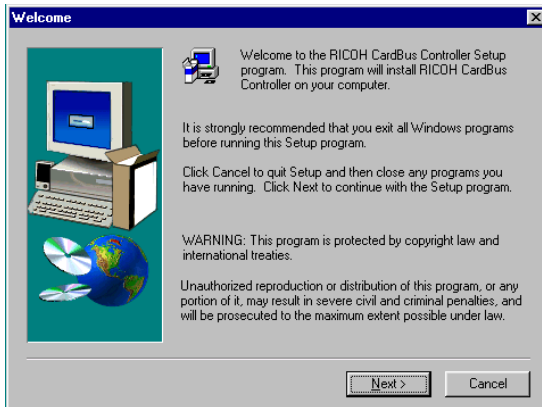 Welcome
Welcome to the RICOH CardBus Controller Setup
program. This program will install RICOH CardBus
Controller on your computer.
It is strongly recommended that you exit all Windows programs
before running this Setup program.
Click Cancel to quit Setup and then close any programs you
have running. Click Next to continue with the Setup program.
WARNING: This program is protected by copyright law and
international treaties.
Unauthorized reproduction or distribution of this program, or any
portion of it, may result in severe civil and criminal penalties, and
will be prosecuted to the maximum extent possible under law.
Next >
Cancel